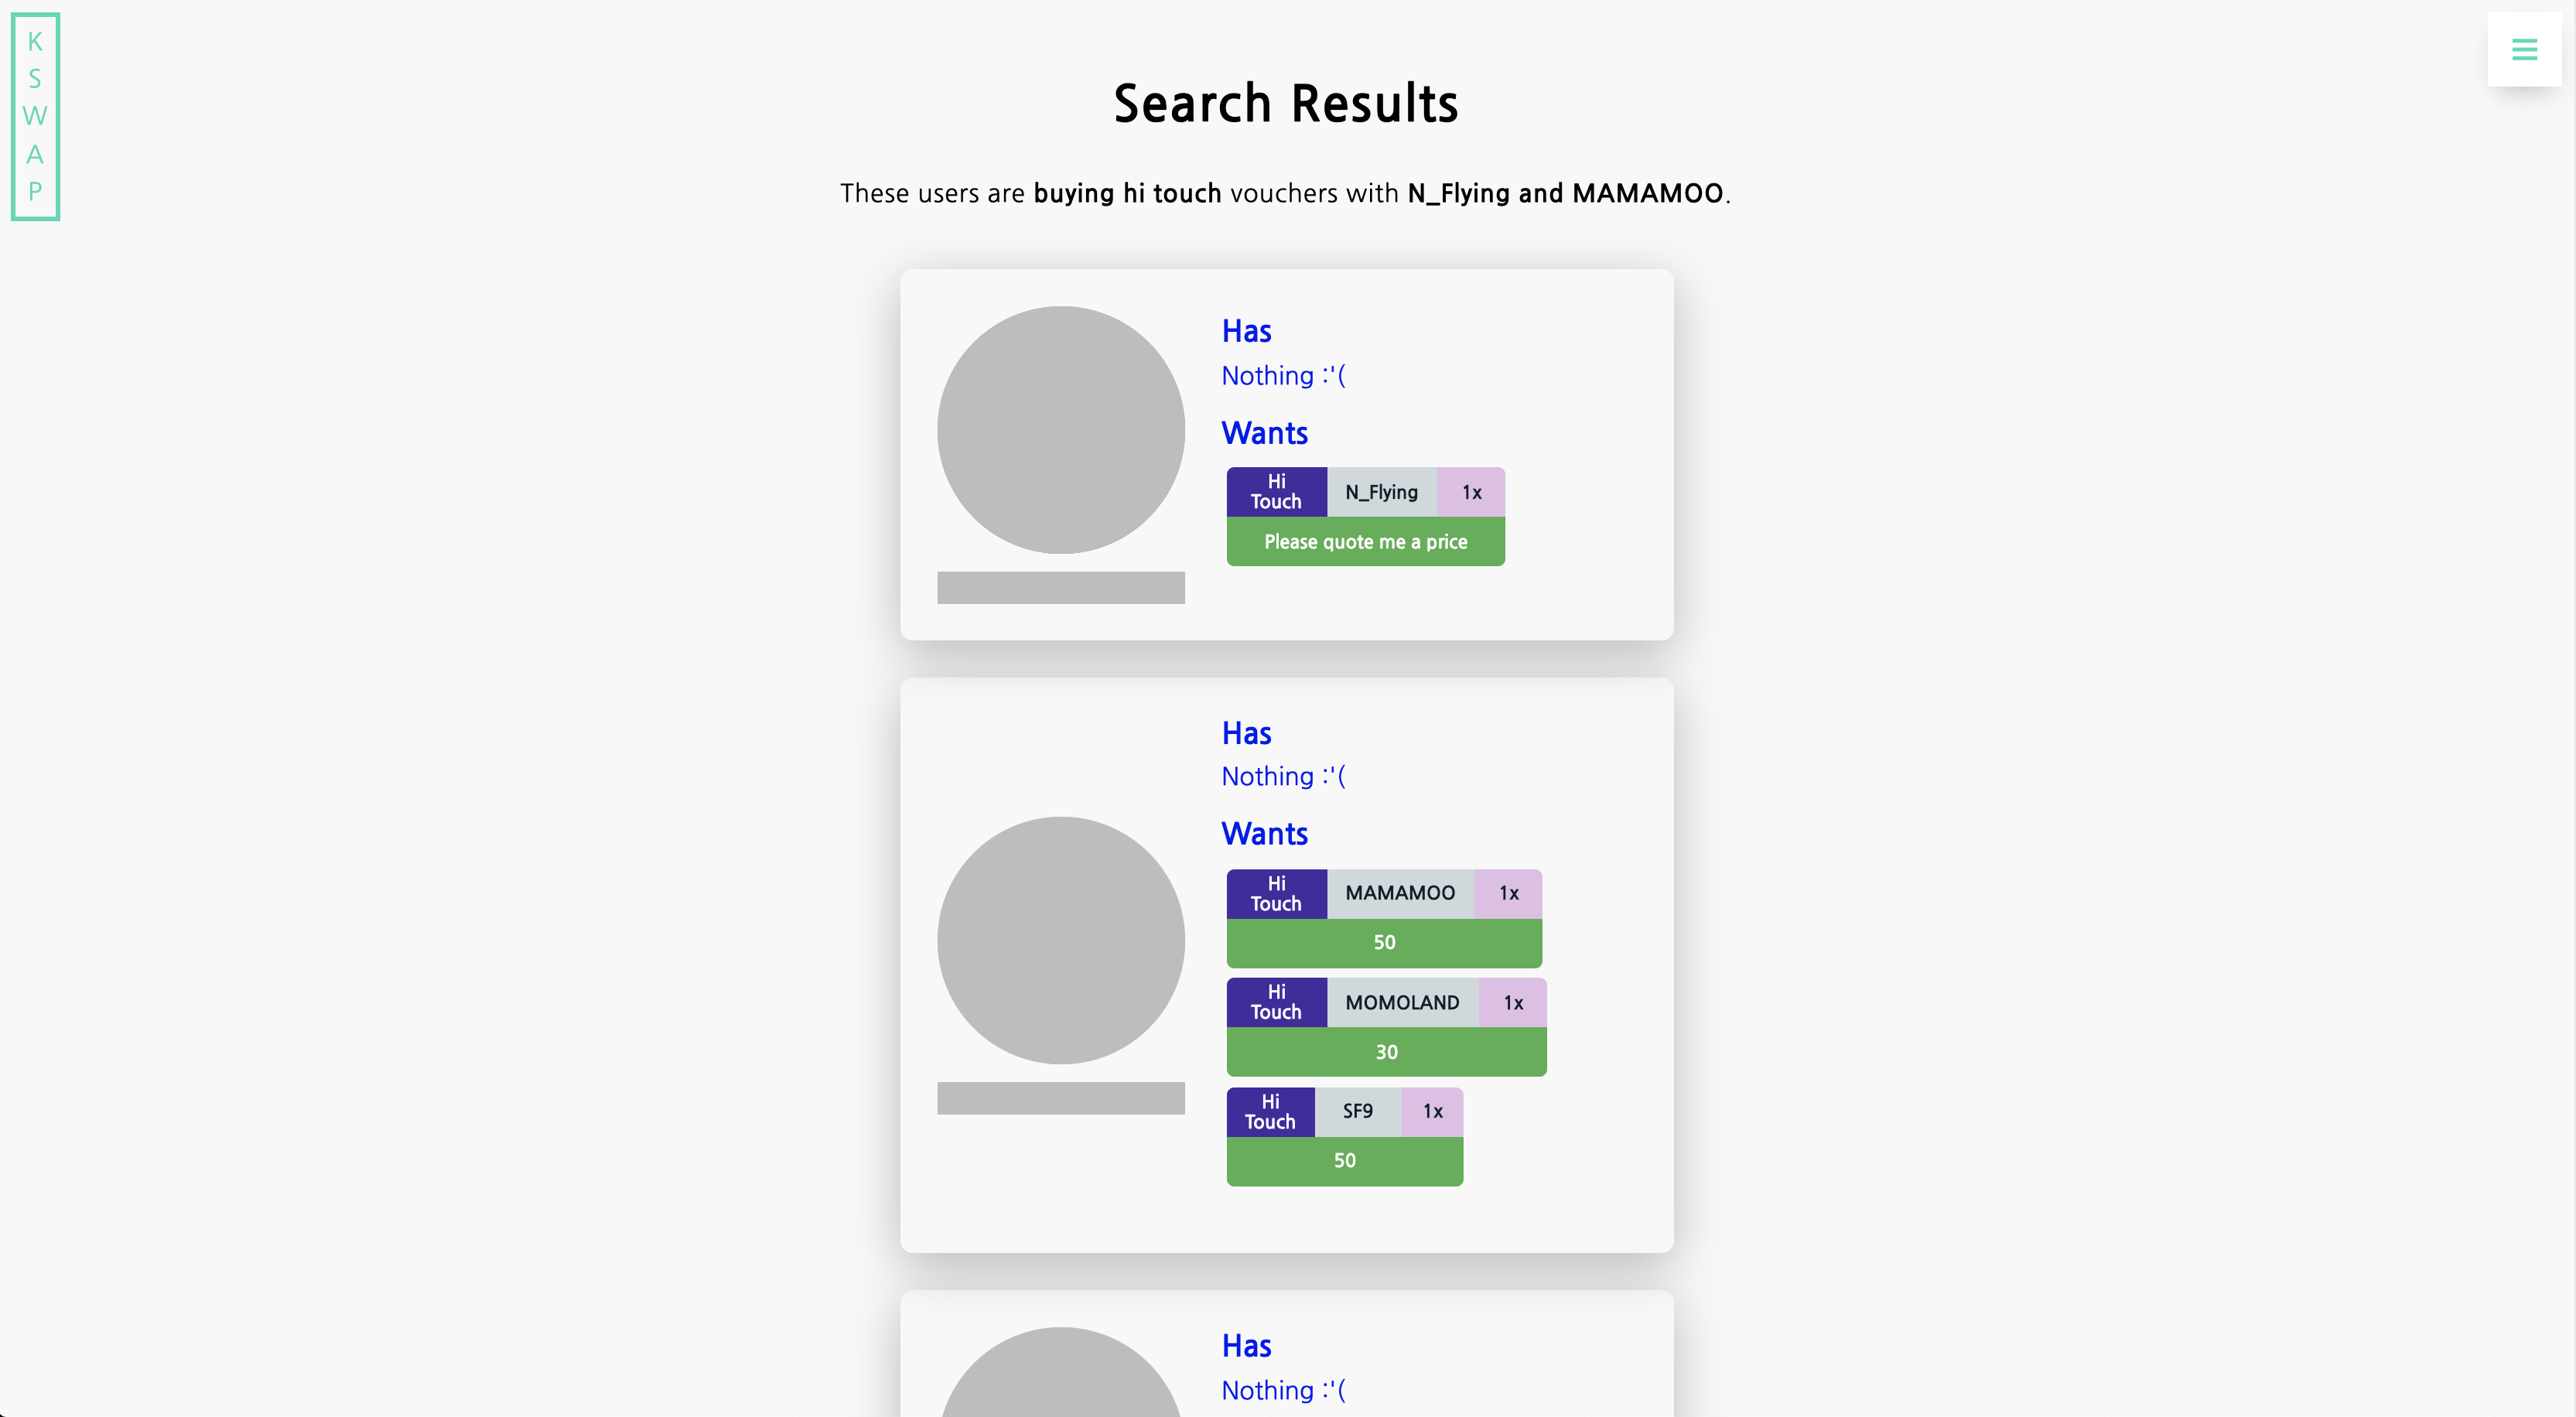 K
S
W
A
P
Search Results
These users are buying hi touch vouchers with N_Flying and MAMAMOO.
Has
Nothing :'(
Wants
Hi
Touch
N_Flying
1x
Please quote me a price
Has
Nothing :'(
Wants
Hi
Touch
MAMAMOO
1x
50
Hi
Touch
MOMOLAND
1x
30
Hi
Touch
SF9
1x
50
Has
Nothing :'(